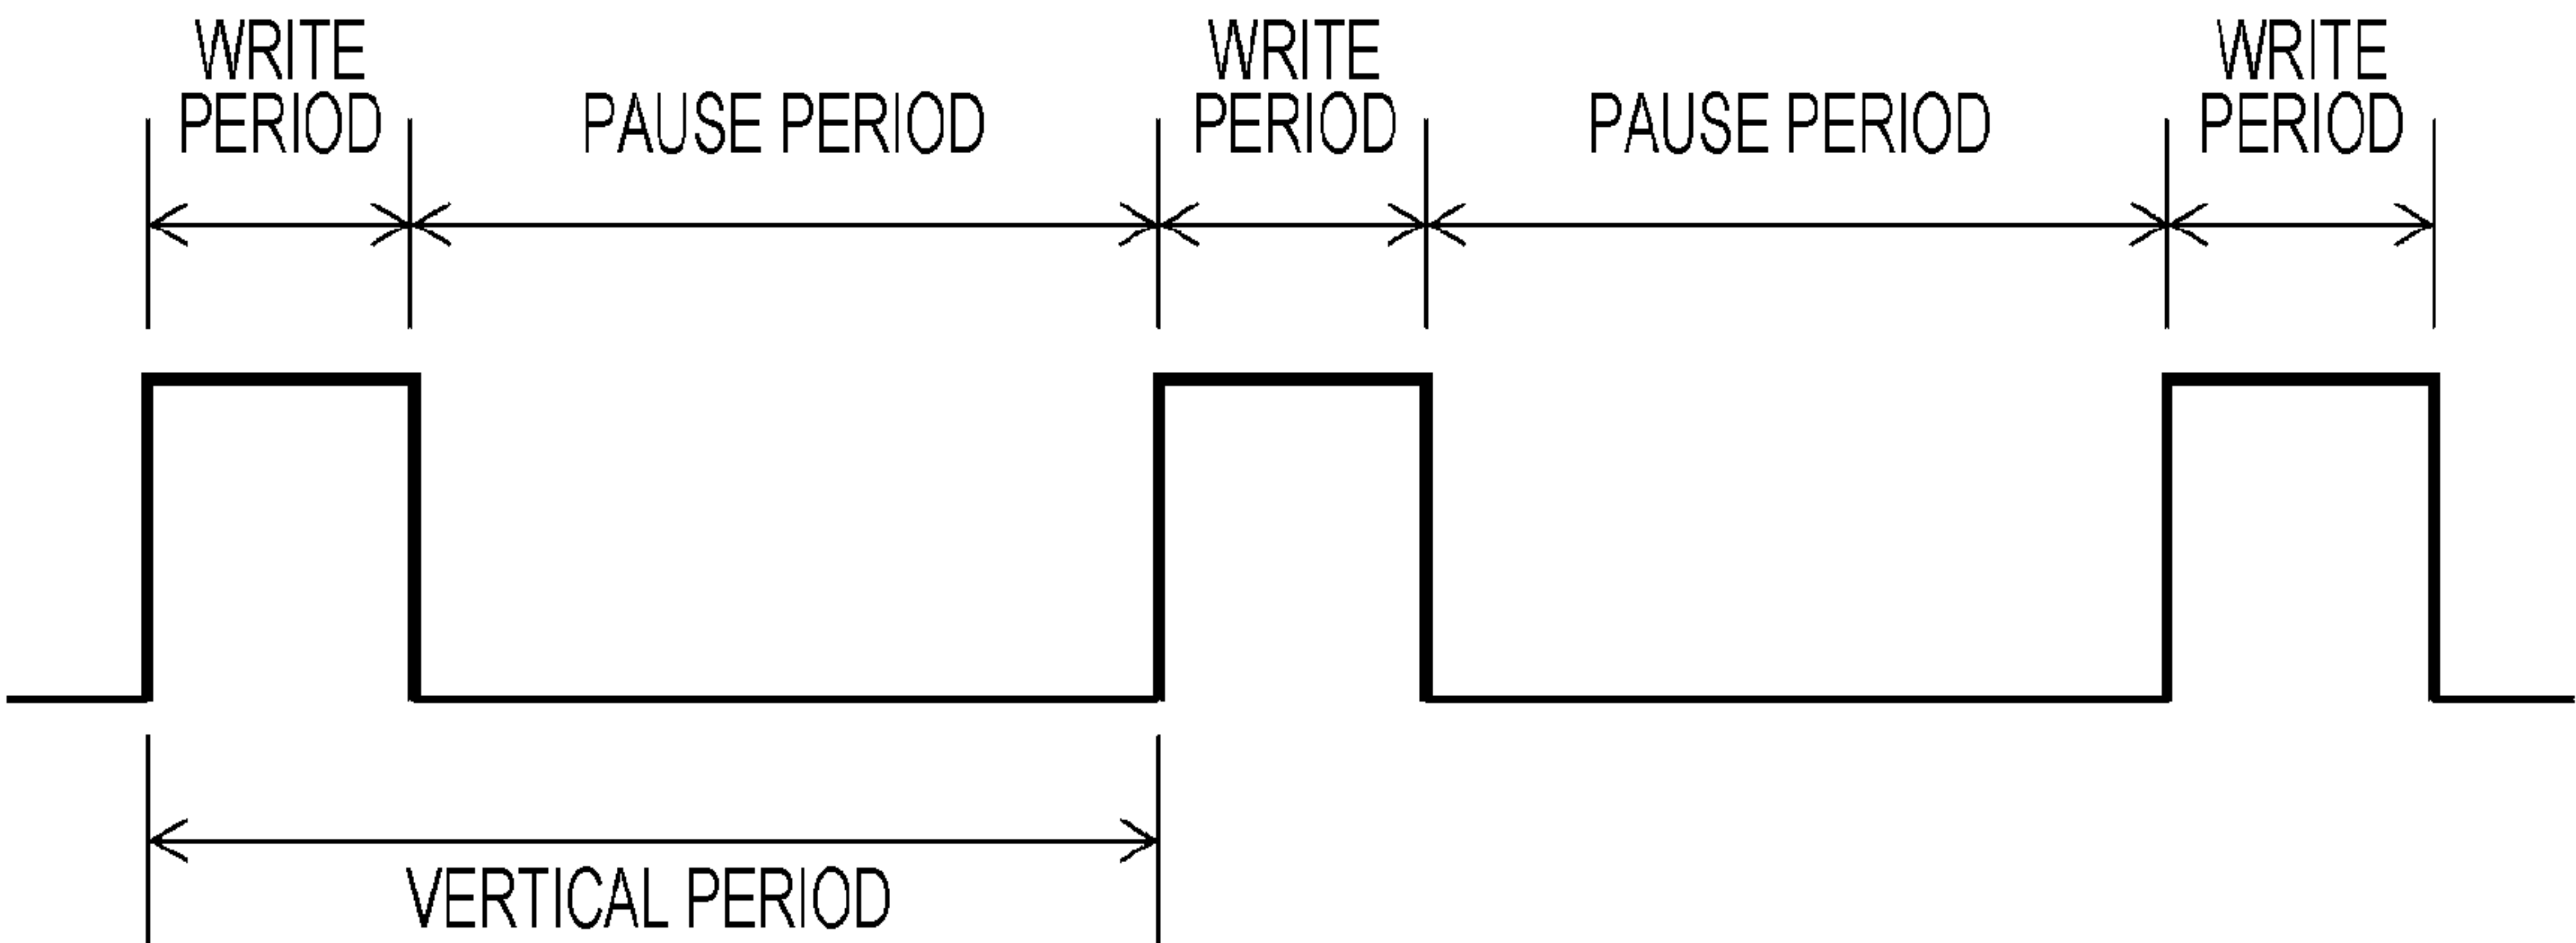 WRITE
PERIOD
PAUSE PERIOD
WRITE
PERIOD
PAUSE PERIOD
WRITE
PERIOD
VERTICAL PERIOD